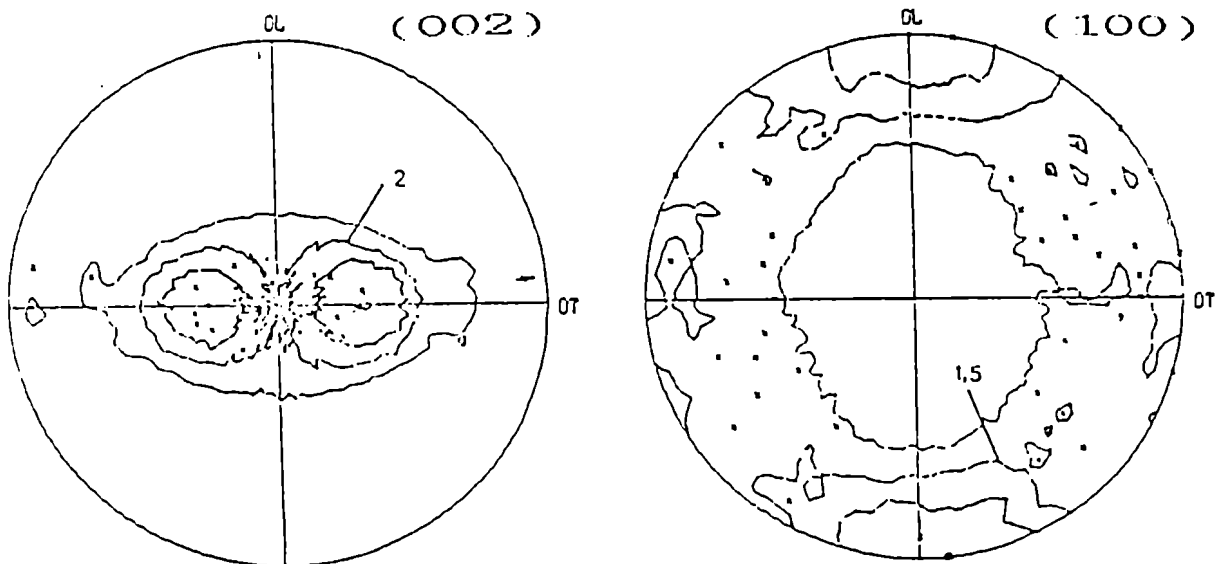 DL (002)
2
DT
DL (100)
1,5
DT